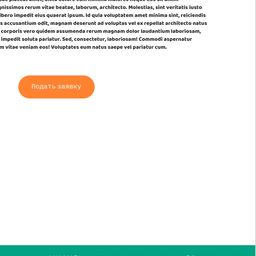 gnissimos rerum vitae beatae, laborum, architecto. Molestias, sint veritatis iusto
libero impedit eius quaerat ipsum. Id quia voluptatem amet minima sint, reiciendis
s accusantium odit, magnam deserunt ad voluptas vel ex repellat architecto natus
corporis vero quidem assumenda rerum magnam dolor laudantium laboriosam,
impedit soluta pariatur. Sed, consectetur, laboriosam! Commodi aspernatur
m vitae veniam eos! Voluptates eum natus saepe vel pariatur cum.
Подать заявку